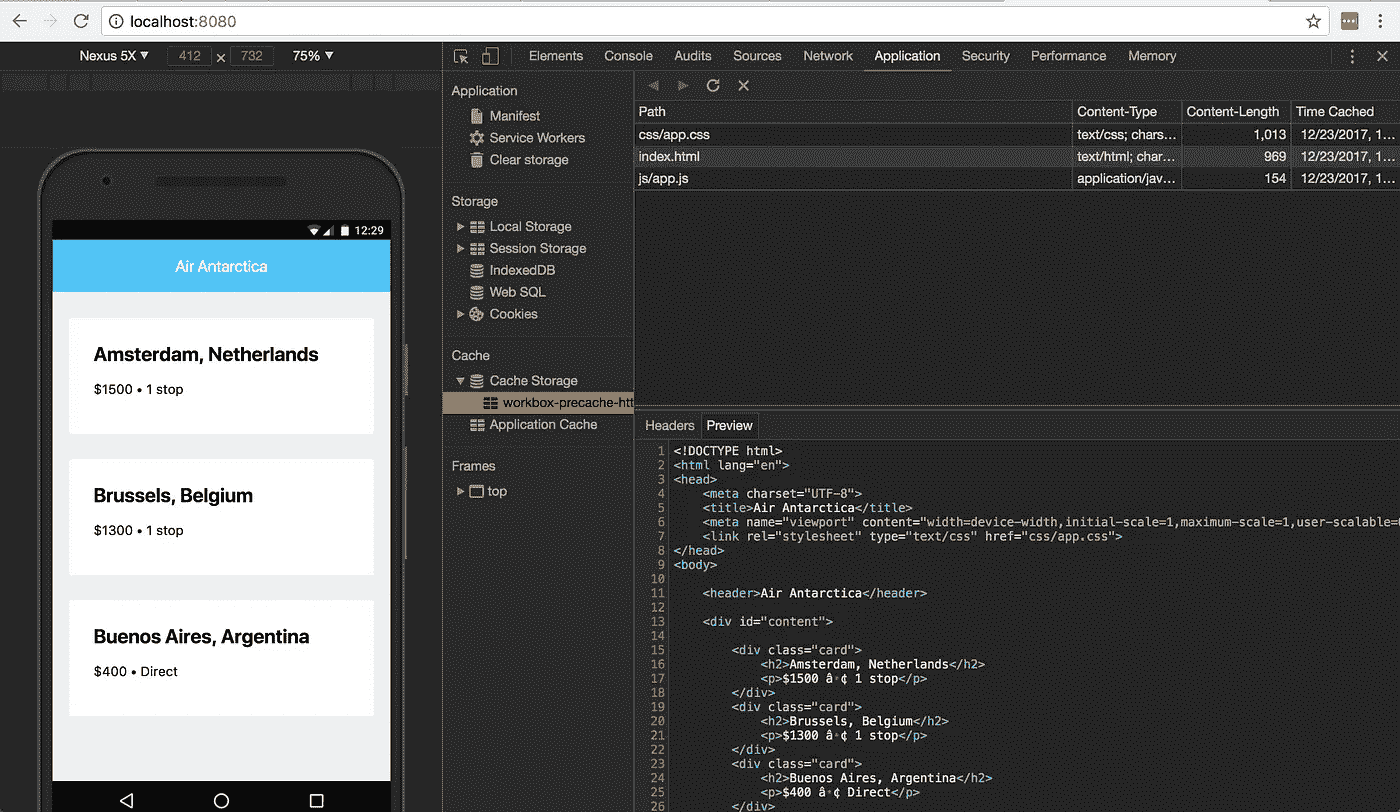 localhost:8080
Nexus 5X ▼ 412 × 732 75% ▼
Elements Console Audits Sources Network Application Security Performance Memory
Application
Manifest
Service Workers
Clear storage
Storage
Local Storage
Session Storage
IndexedDB
Web SQL
Cookies
Cache
Cache Storage
workbox-precache-htt
Application Cache
Frames
top
Path Content-Type Content-Length Time Cached
css/app.css text/css; chars... 1,013 12/23/2017, 1...
index.html text/html; char... 969 12/23/2017, 1...
js/app.js application/jav... 154 12/23/2017, 1...
12:29
Air Antarctica
Amsterdam, Netherlands
$1500 • 1 stop
Brussels, Belgium
$1300 • 1 stop
Buenos Aires, Argentina
$400 • Direct
Headers Preview
1 <!DOCTYPE html>
2 <html lang="en">
3 <head>
4 <meta charset="UTF-8">
5 <title>Air Antarctica</title>
6 <meta name="viewport" content="width=device-width,initial-scale=1,maximum-scale=1,user-scalable=
7 <link rel="stylesheet" type="text/css" href="css/app.css">
8 </head>
9 <body>
10
11 <header>Air Antarctica</header>
12
13 <div id="content">
14
15 <div class="card">
16 <h2>Amsterdam, Netherlands</h2>
17 <p>$1500 â•¢ 1 stop</p>
18 </div>
19 <div class="card">
20 <h2>Brussels, Belgium</h2>
21 <p>$1300 â•¢ 1 stop</p>
22 </div>
23 <div class="card">
24 <h2>Buenos Aires, Argentina</h2>
25 <p>$400 â•¢ Direct</p>
26 </div>